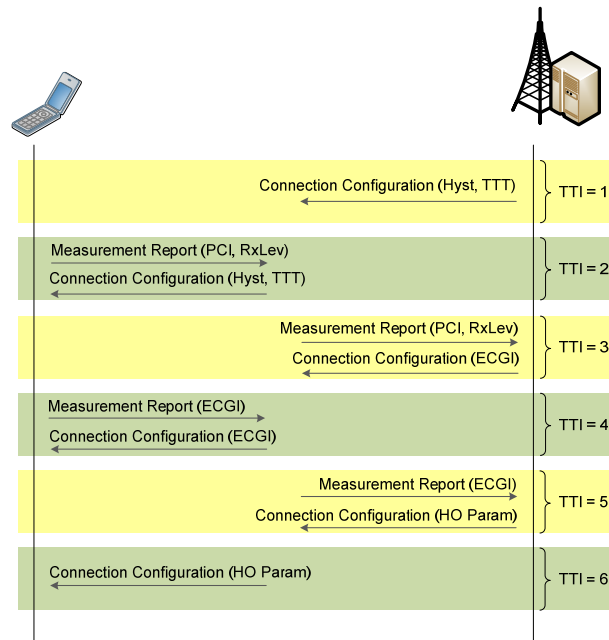 Connection Configuration (Hyst, TTT)
TTI = 1
Measurement Report (PCI, RxLev)
Connection Configuration (Hyst, TTT)
TTI = 2
Measurement Report (PCI, RxLev)
Connection Configuration (ECGI)
TTI = 3
Measurement Report (ECGI)
Connection Configuration (ECGI)
TTI = 4
Measurement Report (ECGI)
Connection Configuration (HO Param)
TTI = 5
Connection Configuration (HO Param)
TTI = 6